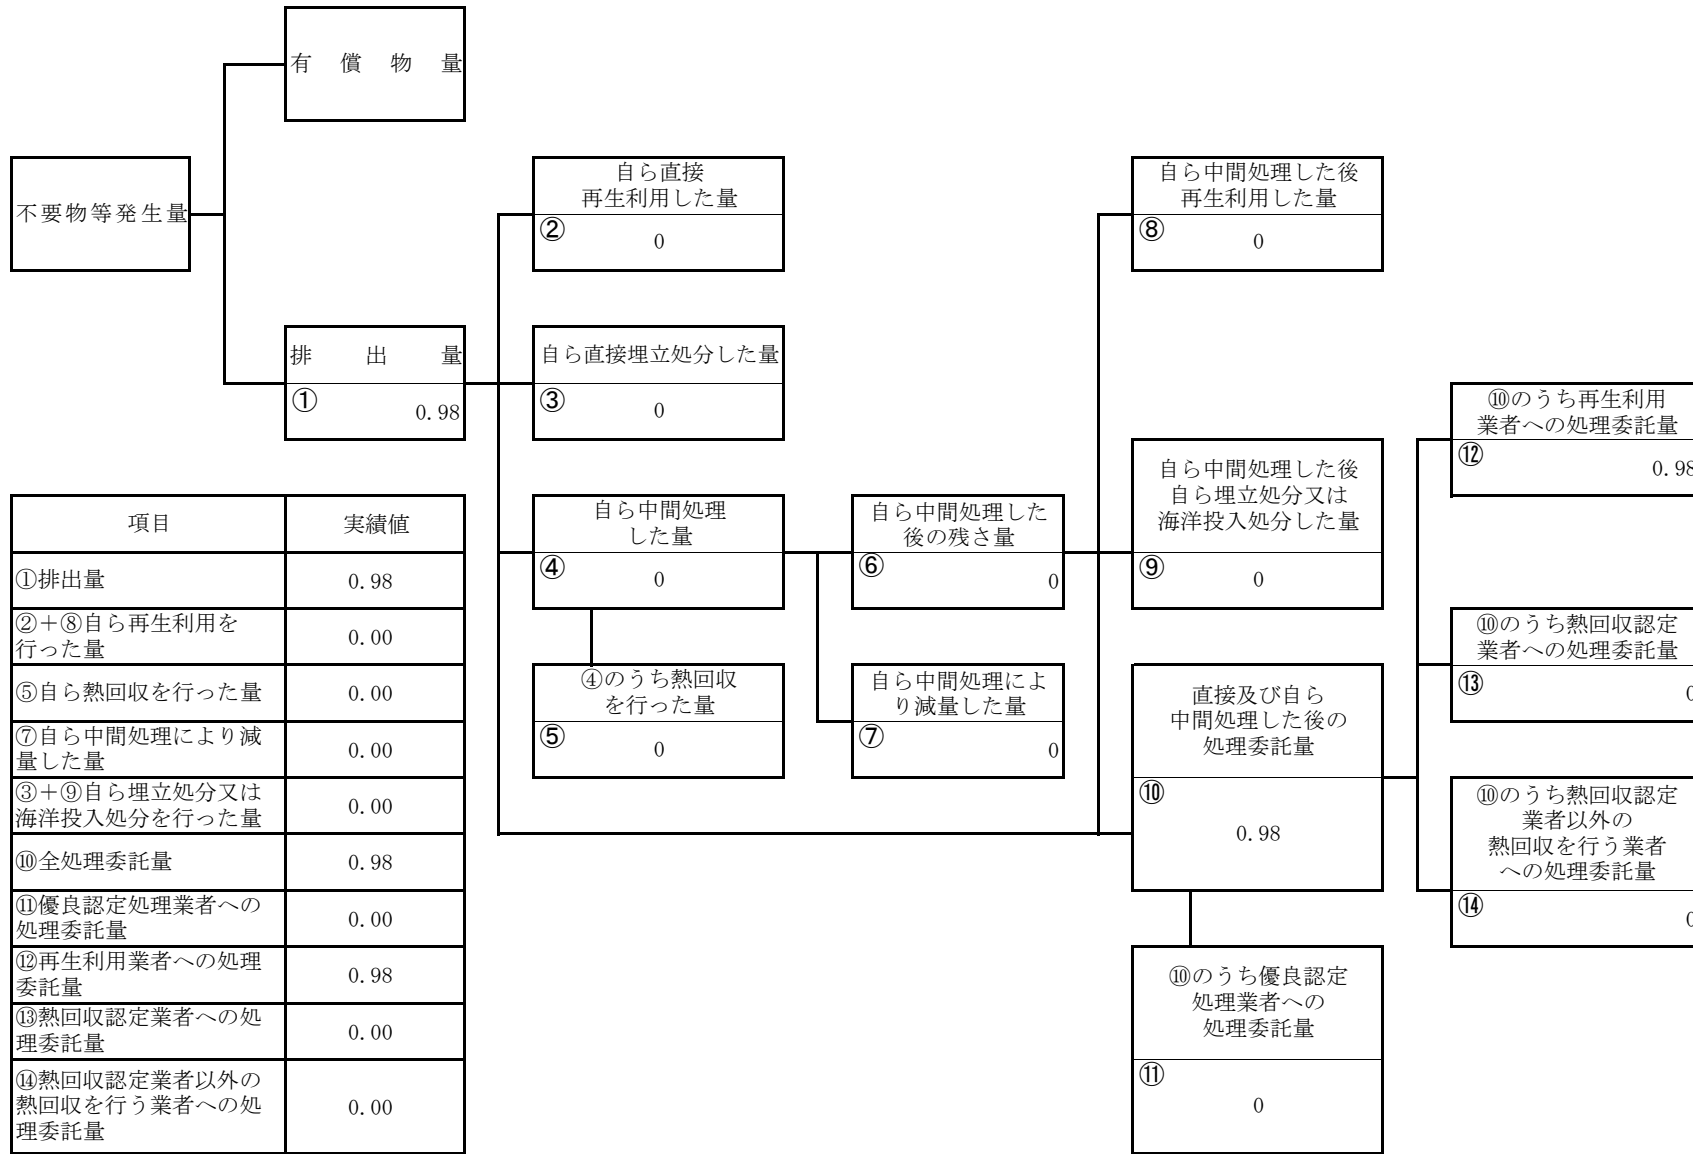 有償物量
不要物等発生量
排出量
①
0.98
自ら直接
再生利用した量
②
0
自ら直接埋立処分した量
③
0
自ら中間処理
した量
④
0
④のうち熱回収
を行った量
⑤
0
自ら中間処理した
後の残さ量
⑥
0
自ら中間処理によ
り減量した量
⑦
0
自ら中間処理した後
再生利用した量
⑧
0
自ら中間処理した後
自ら埋立処分又は
海洋投入処分した量
⑨
0
直接及び自ら
中間処理した後の
処理委託量
⑩
0.98
⑩のうち優良認定
処理業者への
処理委託量
⑪
0
⑩のうち再生利用
業者への処理委託量
⑫
0.98
⑩のうち熱回収認定
業者への処理委託量
⑬
0
⑩のうち熱回収認定
業者以外の
熱回収を行う業者
への処理委託量
⑭
0
項目
実績値
①排出量
0.98
②＋⑧自ら再生利用を
行った量
0.00
⑤自ら熱回収を行った量
0.00
⑦自ら中間処理により減
量した量
0.00
③＋⑨自ら埋立処分又は
海洋投入処分を行った量
0.00
⑩全処理委託量
0.98
⑪優良認定処理業者への
処理委託量
0.00
⑫再生利用業者への処理
委託量
0.98
⑬熱回収認定業者への処
理委託量
0.00
⑭熱回収認定業者以外の
熱回収を行う業者への処
理委託量
0.00